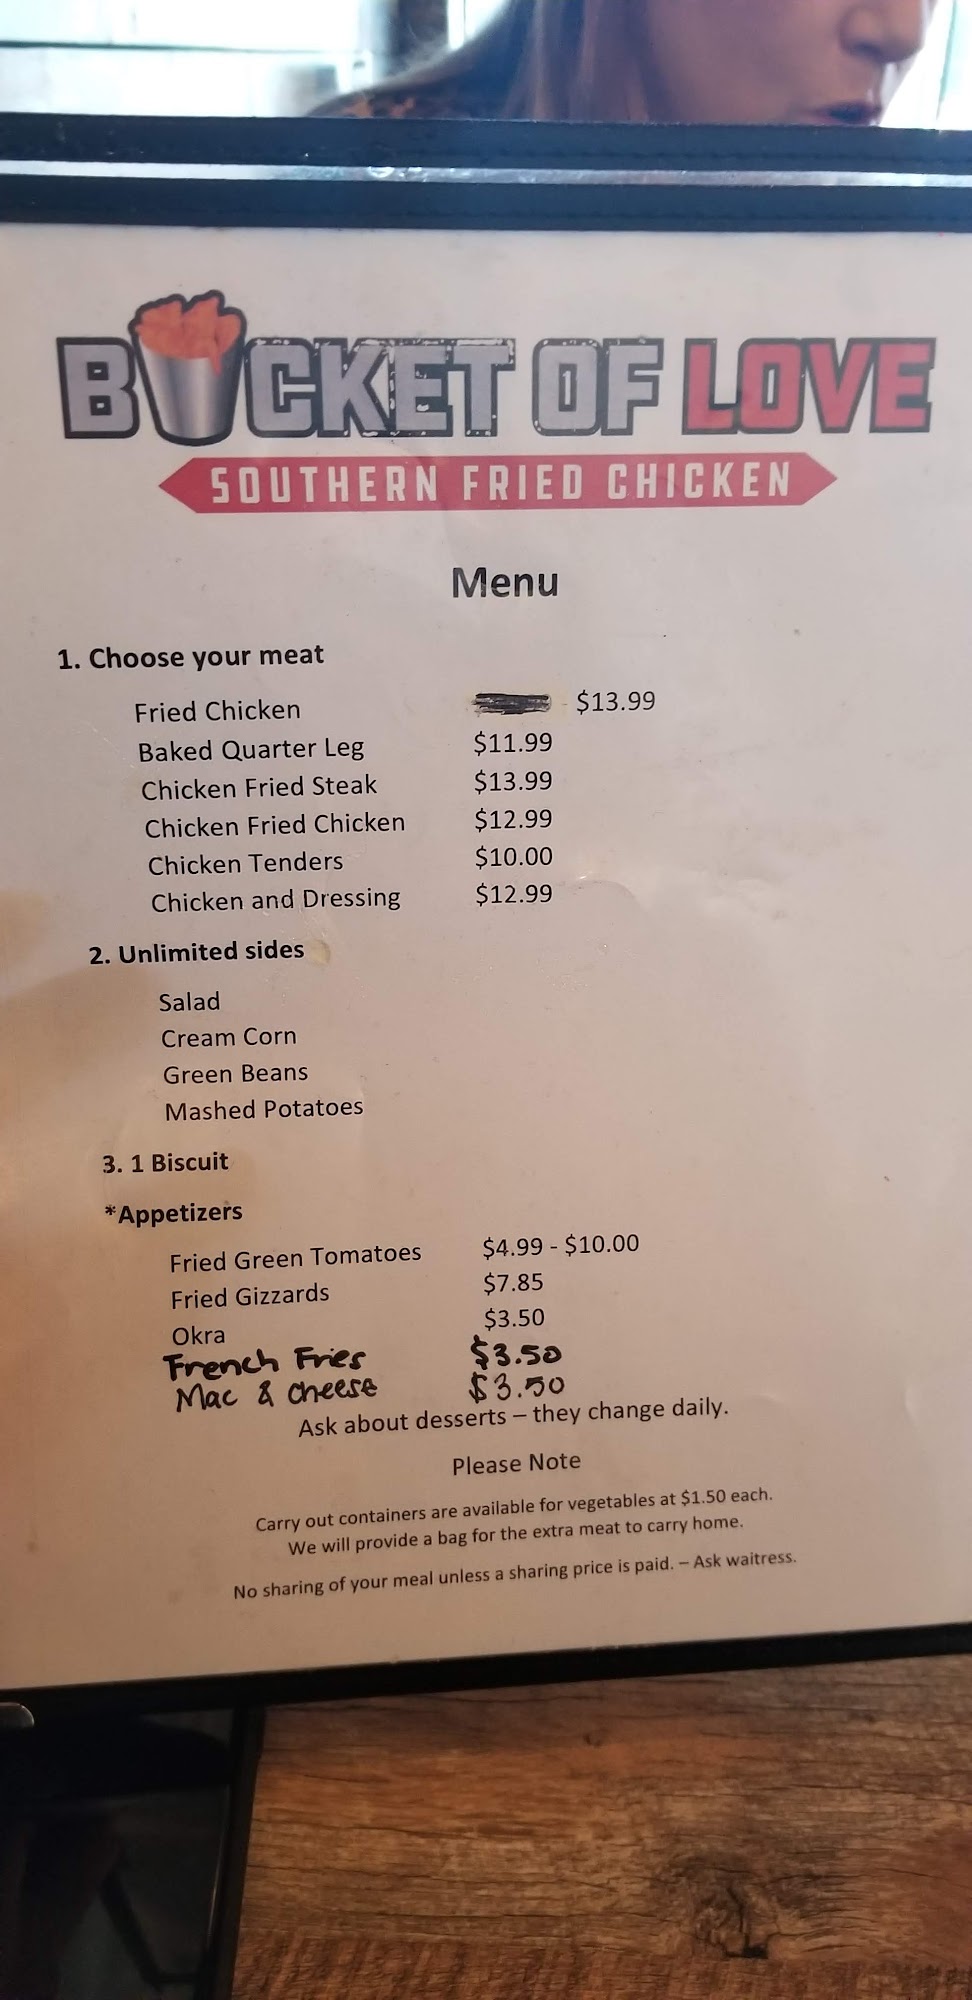 BUCKET OF LOVE
SOUTHERN FRIED CHICKEN
Menu
1. Choose your meat
Fried Chicken - $13.99
Baked Quarter Leg $11.99
Chicken Fried Steak $13.99
Chicken Fried Chicken $12.99
Chicken Tenders $10.00
Chicken and Dressing $12.99
2. Unlimited sides
Salad
Cream Corn
Green Beans
Mashed Potatoes
3. 1 Biscuit
*Appetizers
Fried Green Tomatoes $4.99 - $10.00
Fried Gizzards $7.85
Okra $3.50
French Fries $3.50
Mac & cheese $3.50
Ask about desserts – they change daily.
Please Note
Carry out containers are available for vegetables at $1.50 each.
We will provide a bag for the extra meat to carry home.
No sharing of your meal unless a sharing price is paid. – Ask waitress.